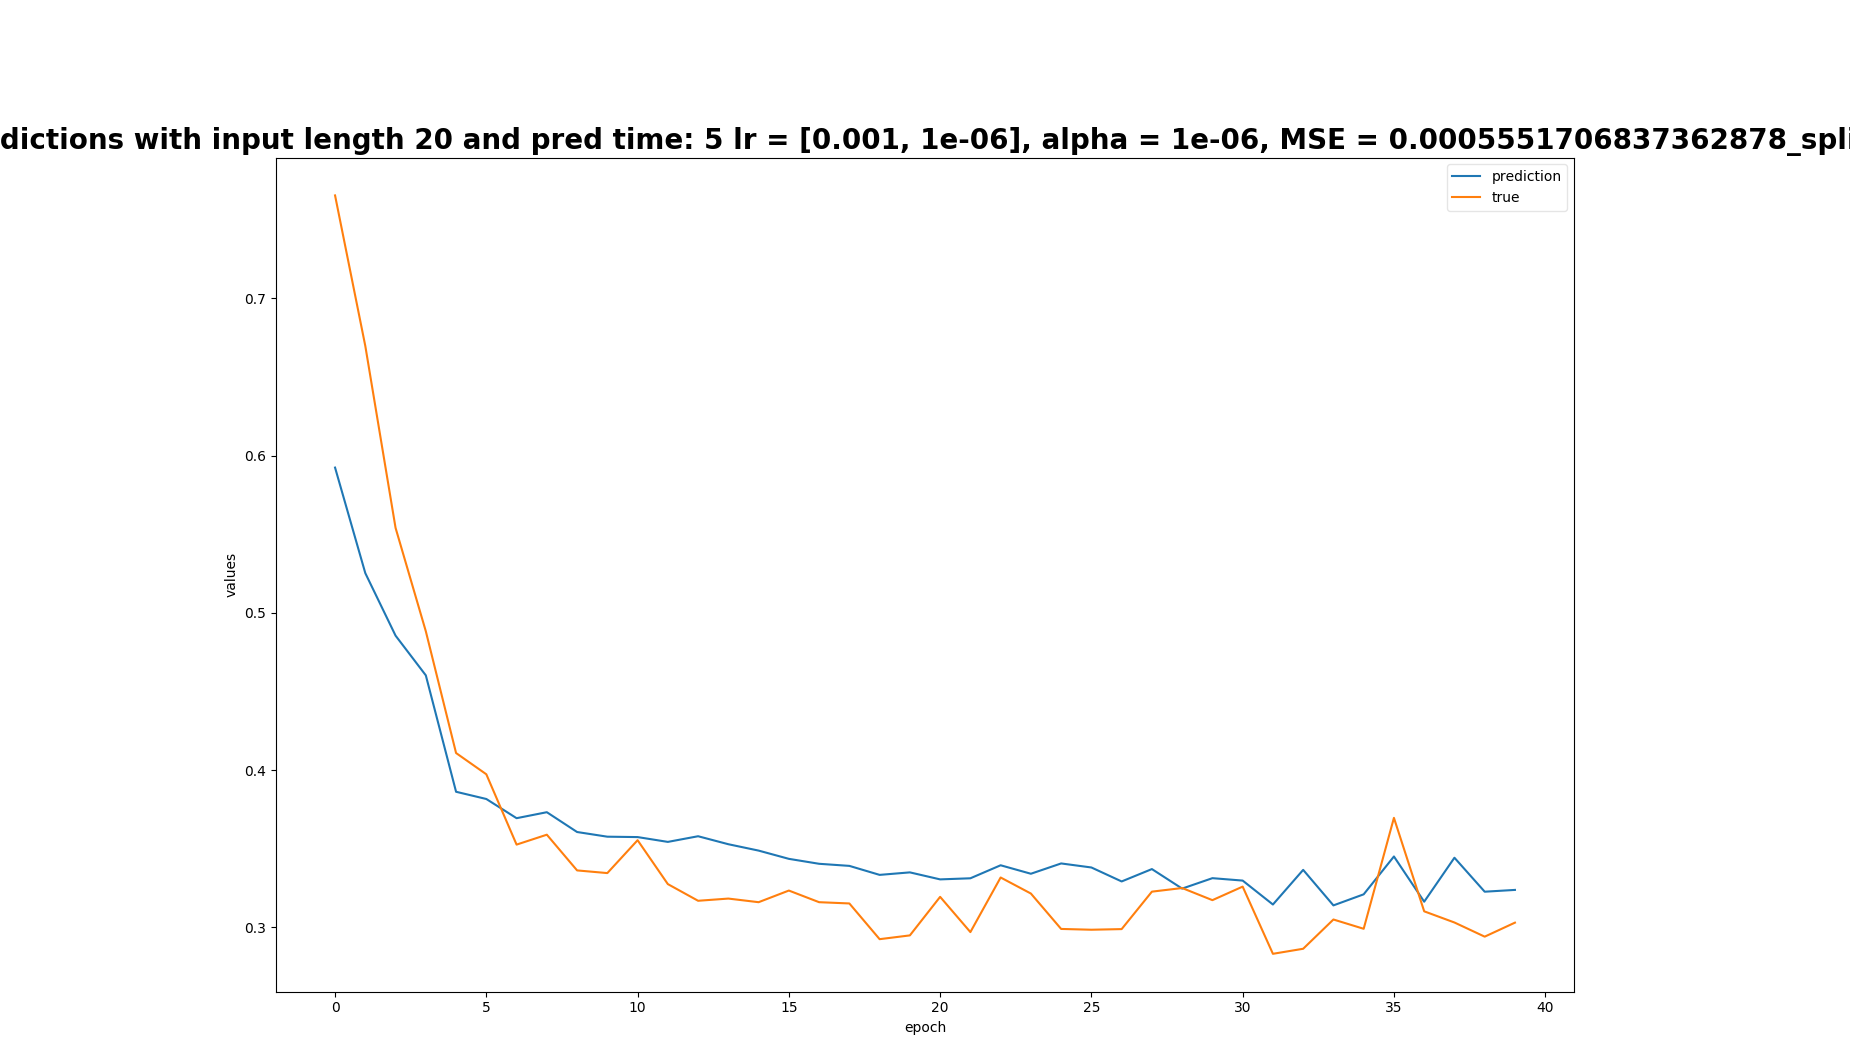 dictions with input length 20 and pred time: 5 lr = [0.001, 1e-06], alpha = 1e-06, MSE = 0.0005551706837362878_spli
prediction
true
0.7
0.6
0.5
0.4
0.3
values
0 5 10 15 20 25 30 35 40
epoch